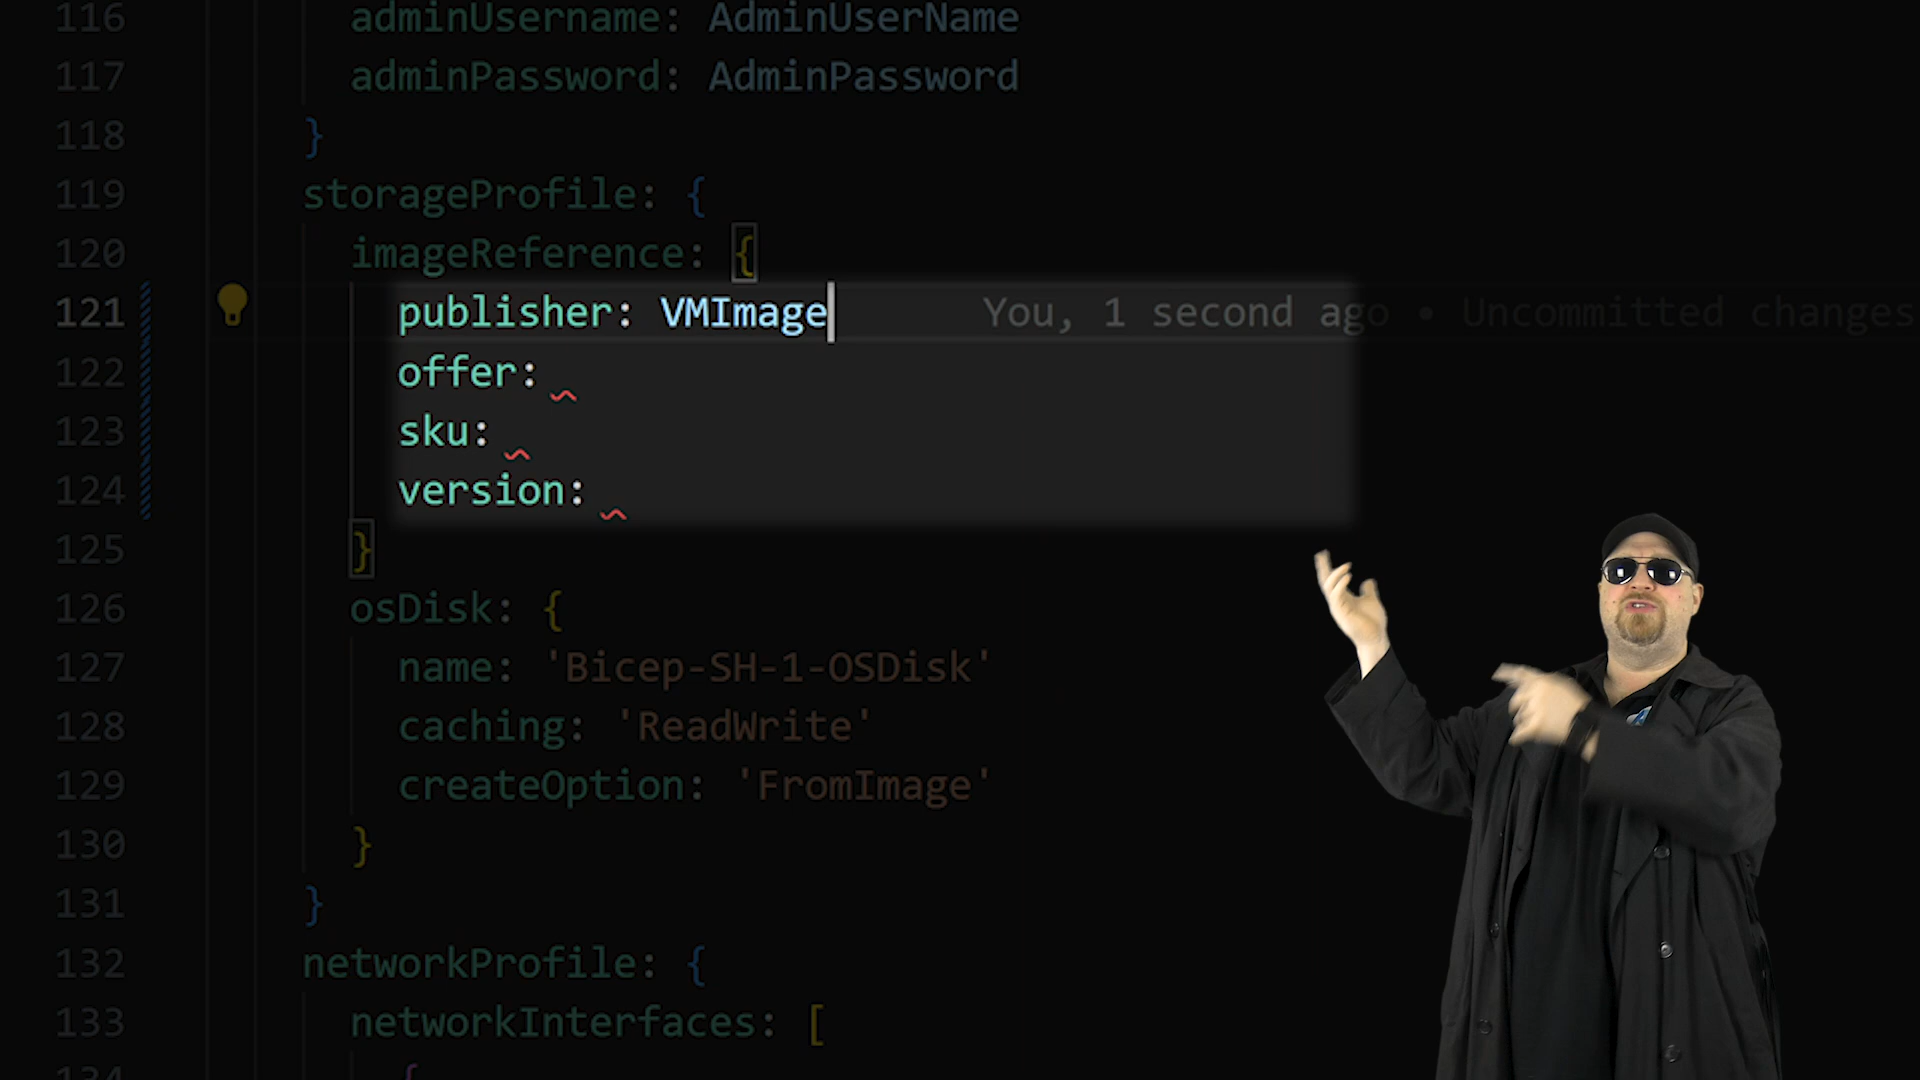 116 adminUsername: AdminUserName
117 adminPassword: AdminPassword
118 }
119 storageProfile: {
120 imageReference: {
121 publisher: VMImage You, 1 second ago • Uncommitted changes
122 offer:
123 sku:
124 version:
125 }
126 osDisk: {
127 name: 'Bicep-SH-1-OSDisk'
128 caching: 'ReadWrite'
129 createOption: 'FromImage'
130 }
131 }
132 networkProfile: {
133 networkInterfaces: [
134 {